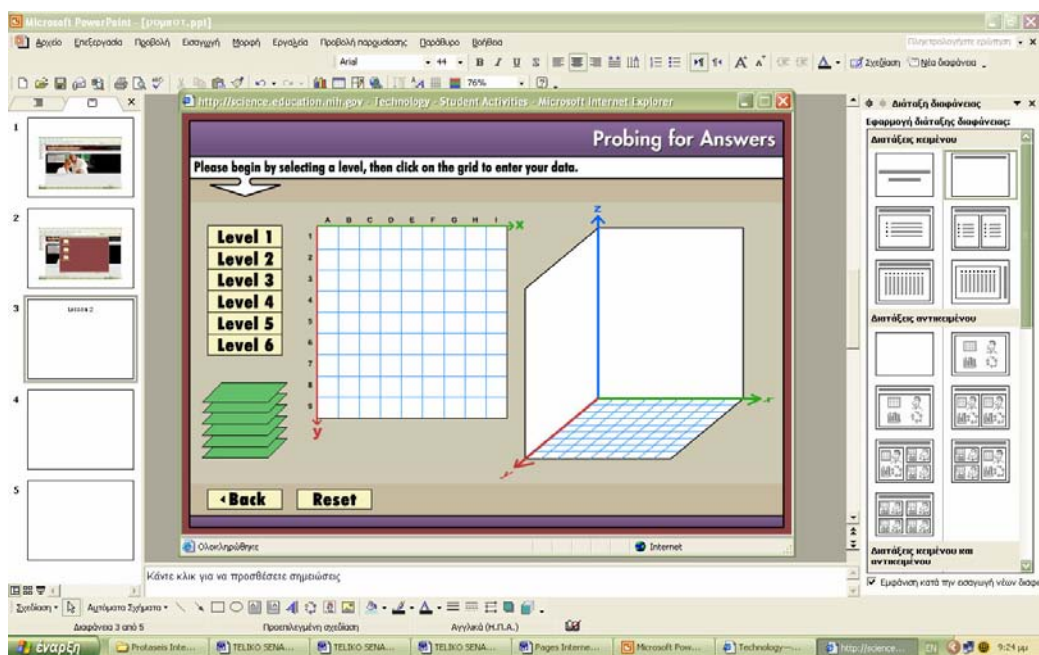 Microsoft PowerPoint - [ρομποτ.ppt]
Αρχείο Επεξεργασία Προβολή Εισαγωγή Μορφή Εργαλεία Προβολή παρουσίασης Παράθυρο Βοήθεια
Πληκτρολογήστε ερώτηση
Arial 44 B I U S
Σχεδίαση Νέα διαφάνεια
76%
http://science.education.nih.gov - Technology - Student Activities - Microsoft Internet Explorer
Διάταξη διαφάνειας
Εφαρμογή διάταξης διαφάνειας:
Διατάξεις κειμένου
Διατάξεις αντικειμένου
Διατάξεις κειμένου και αντικειμένου
Εμφάνιση κατά την εισαγωγή νέων διαφα
1
2
3
Lesson 2
4
5
Probing for Answers
Please begin by selecting a level, then click on the grid to enter your data.
Level 1
Level 2
Level 3
Level 4
Level 5
Level 6
A B C D E F G H I
x
1
2
3
4
5
6
7
8
9
y
z
x
y
Back Reset
Ολοκληρώθηκε Internet
Κάντε κλικ για να προσθέσετε σημειώσεις
Σχεδίαση Αυτόματα Σχήματα
Διαφάνεια 3 από 5 Προεπιλεγμένη σχεδίαση Αγγλικά (Η.Π.Α.)
έναρξη Protaseis Inte... TELIKO SENA... TELIKO SENA... TELIKO SENA... Pages Interne... Microsoft Pow... Technology—... http://science... EN 9:24 μμ